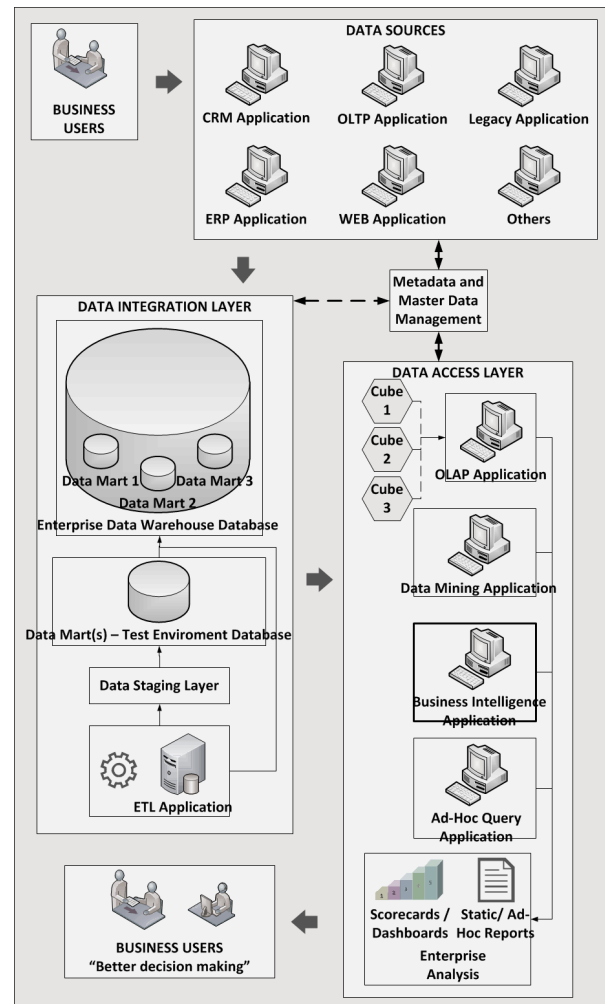 DATA SOURCES
BUSINESS
USERS
CRM Application
OLTP Application
Legacy Application
ERP Application
WEB Application
Others
Metadata and
Master Data
Management
DATA INTEGRATION LAYER
Data Mart 1
Data Mart 3
Data Mart 2
Enterprise Data Warehouse Database
Data Mart(s) – Test Enviroment Database
Data Staging Layer
ETL Application
DATA ACCESS LAYER
Cube
1
Cube
2
Cube
3
OLAP Application
Data Mining Application
Business Intelligence
Application
Ad-Hoc Query
Application
Scorecards /
Dashboards
Static/ Ad-
Hoc Reports
Enterprise
Analysis
BUSINESS USERS
“Better decision making”